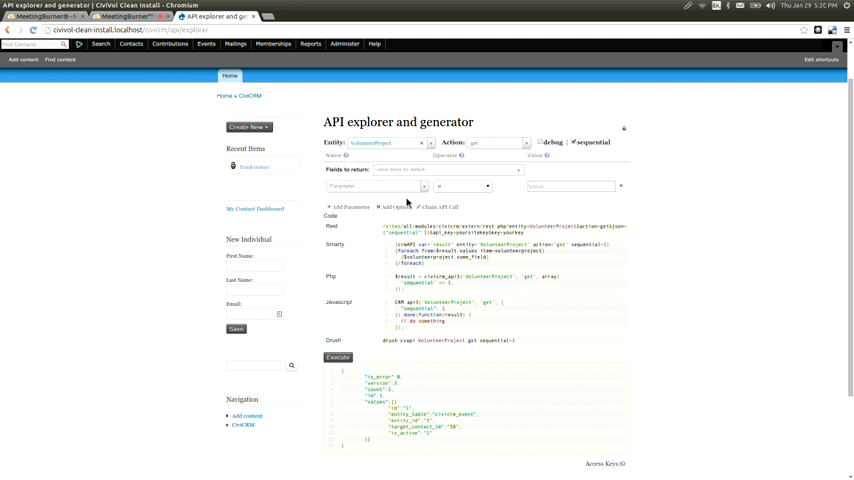 API explorer and generator | CiviVol Clean Install - Chromium
En
Thu Jan 29 5:20 PM
MeetingBurner® - I
MeetingBurner™
API explorer and ger
civivol-clean-install.localhost/civicrm/api/explorer
Find Contacts
Search Contacts Contributions Events Mailings Memberships Reports Administer Help
Add content Find content
Edit shortcuts
Home
Home » CiviCRM
API explorer and generator
Create New »
Entity: VolunteerProject Action: get debug | sequential
Name Operator Value
Recent Items
Fields to return: Leave blank for default
Frank Gomez
Parameter = Value
My Contact Dashboard
+ Add Parameter Add Option Chain API Call
Code
Rest /sites/all/modules/civicrm/extern/rest.php?entity=VolunteerProject&action=get&json=
{"sequential":1}&api_key=yoursitekey&key=yourkey
New Individual
Smarty {crmAPI var='result' entity='VolunteerProject' action='get' sequential=1}
{foreach from=$result.values item=volunteerproject}
{$volunteerproject.some_field}
{/foreach}
First Name:
Php $result = civicrm_api3('VolunteerProject', 'get', array(
'sequential' => 1,
));
Last Name:
Email:
Javascript CRM.api3('VolunteerProject', 'get', {
"sequential": 1
}).done(function(result) {
// do something
});
Save
Drush drush cvapi VolunteerProject.get sequential=1
Execute
{
"is_error":0,
"version":3,
"count":1,
"id":1,
"values":[{
"id":"1",
"entity_table":"civicrm_event",
"entity_id":"3",
"target_contact_id":"50",
"is_active":"1"
}]
}
Navigation
Add content
CiviCRM
Access Keys: